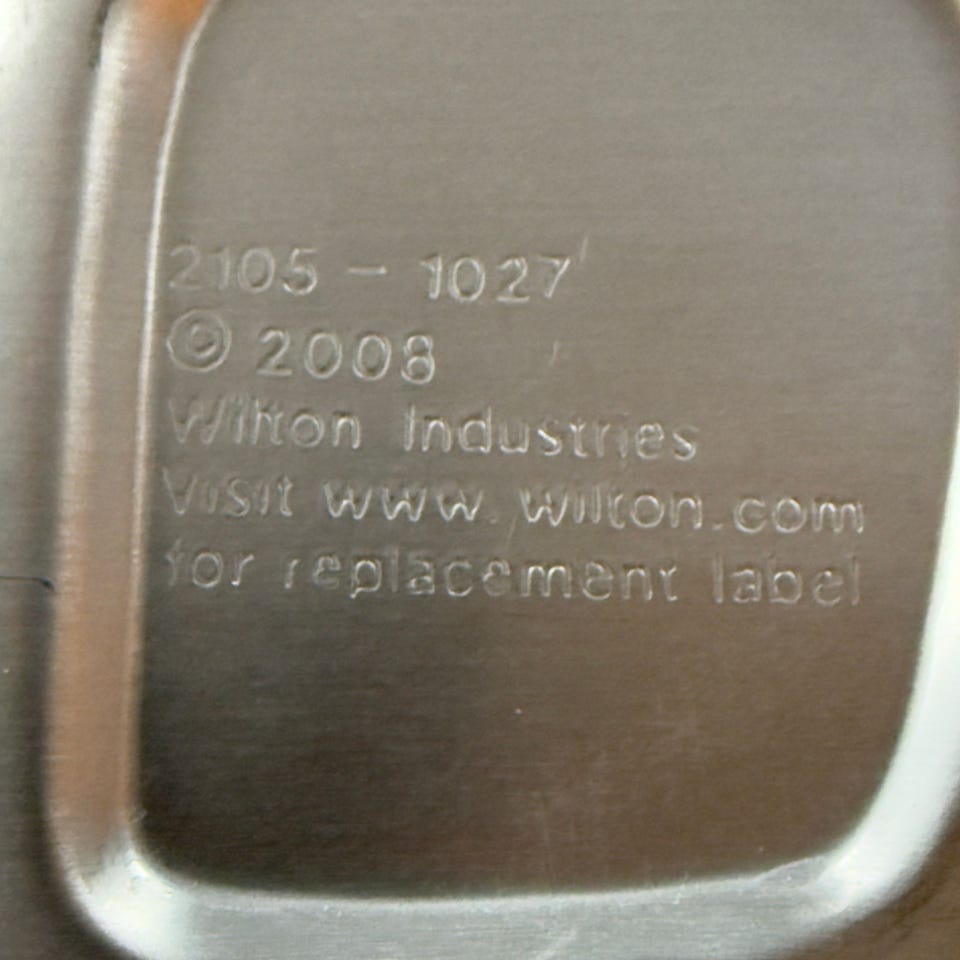 2105 - 1027
© 2008
Wilton Industries
Visit www.wilton.com
for replacement label